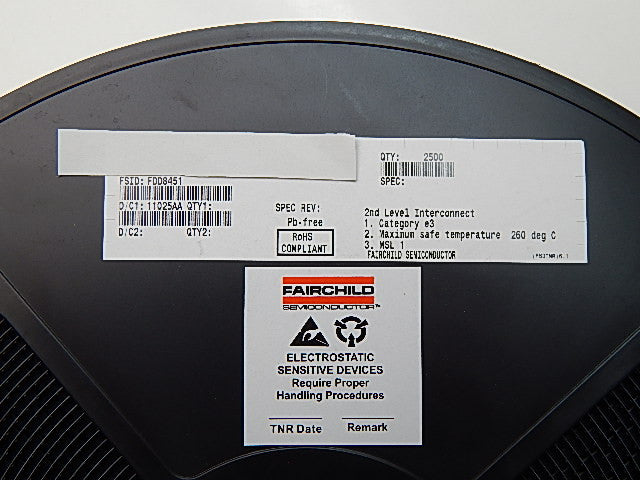 QTY: 2500
SPEC:
FSID: FDD8451
D/C1: 11025AA QTY1:
D/C2: QTY2:
SPEC REV:
Pb-free
RoHS
COMPLIANT
2nd Level Interconnect
1. Category e3
2. Maximum safe temperature 260 deg C
3. MSL 1
FAIRCHILD SEMICONDUCTOR
FAIRCHILD
SEMICONDUCTOR™
ELECTROSTATIC
SENSITIVE DEVICES
Require Proper
Handling Procedures
TNR Date Remark